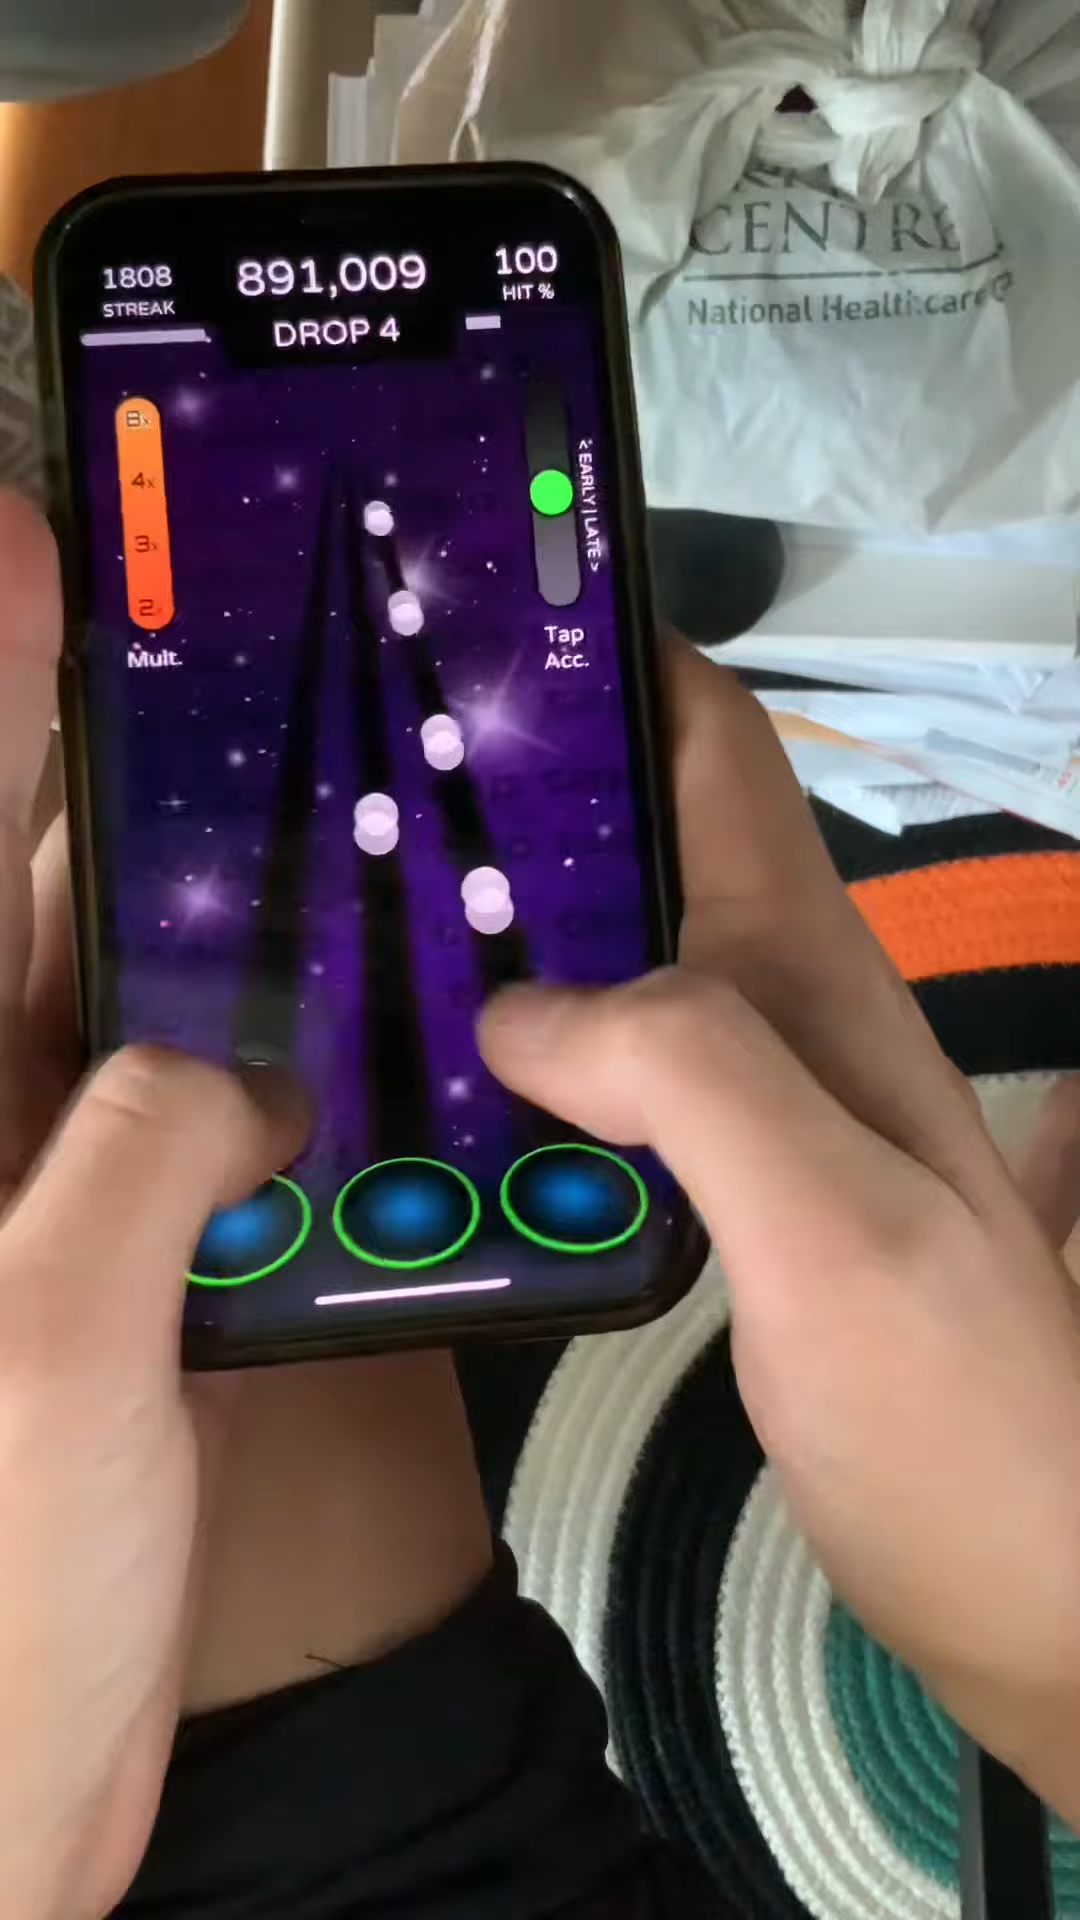 1808
STREAK
891,009
DROP 4
100
HIT %
8x
4x
3x
2x
Mult.
<EARLY | LATE>
Tap
Acc.
CENTRE
National Healthcare